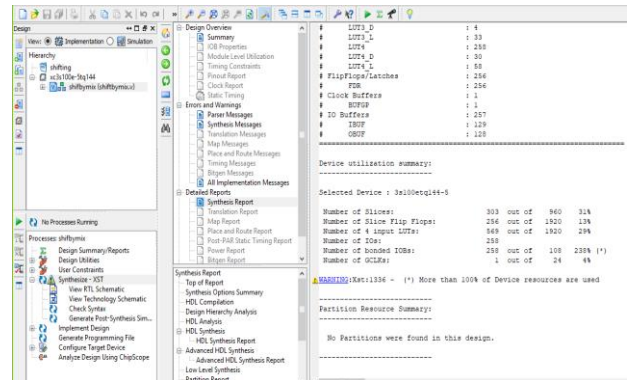 Design
View: Implementation Simulation
Hierarchy
shifting
xc3s100e-5tq144
shifbymix (shiftbymix.v)
No Processes Running
Processes: shifbymix
Design Summary/Reports
Design Utilities
User Constraints
Synthesize - XST
View RTL Schematic
View Technology Schematic
Check Syntax
Generate Post-Synthesis Sim...
Implement Design
Generate Programming File
Configure Target Device
Analyze Design Using ChipScope
Design Overview
Summary
IOB Properties
Module Level Utilization
Timing Constraints
Pinout Report
Clock Report
Static Timing
Errors and Warnings
Parser Messages
Synthesis Messages
Translation Messages
Map Messages
Place and Route Messages
Timing Messages
Bitgen Messages
All Implementation Messages
Detailed Reports
Synthesis Report
Translation Report
Map Report
Place and Route Report
Post-PAR Static Timing Report
Power Report
Bitgen Report
Synthesis Report
Top of Report
Synthesis Options Summary
HDL Compilation
Design Hierarchy Analysis
HDL Analysis
HDL Synthesis
HDL Synthesis Report
Advanced HDL Synthesis
Advanced HDL Synthesis Report
Low Level Synthesis
Partition Report
# LUT3_D : 4
# LUT3_L : 33
# LUT4 : 258
# LUT4_D : 30
# LUT4_L : 58
# FlipFlops/Latches : 256
# FDR : 256
# Clock Buffers : 1
# BUFGP : 1
# IO Buffers : 257
# IBUF : 129
# OBUF : 128
Device utilization summary:
Selected Device : 3s100etq144-5
Number of Slices: 303 out of 960 31%
Number of Slice Flip Flops: 256 out of 1920 13%
Number of 4 input LUTs: 569 out of 1920 29%
Number of IOs: 258
Number of bonded IOBs: 258 out of 108 238% (*)
Number of GCLKs: 1 out of 24 4%
WARNING:Xst:1336 - (*) More than 100% of Device resources are used
Partition Resource Summary:
No Partitions were found in this design.